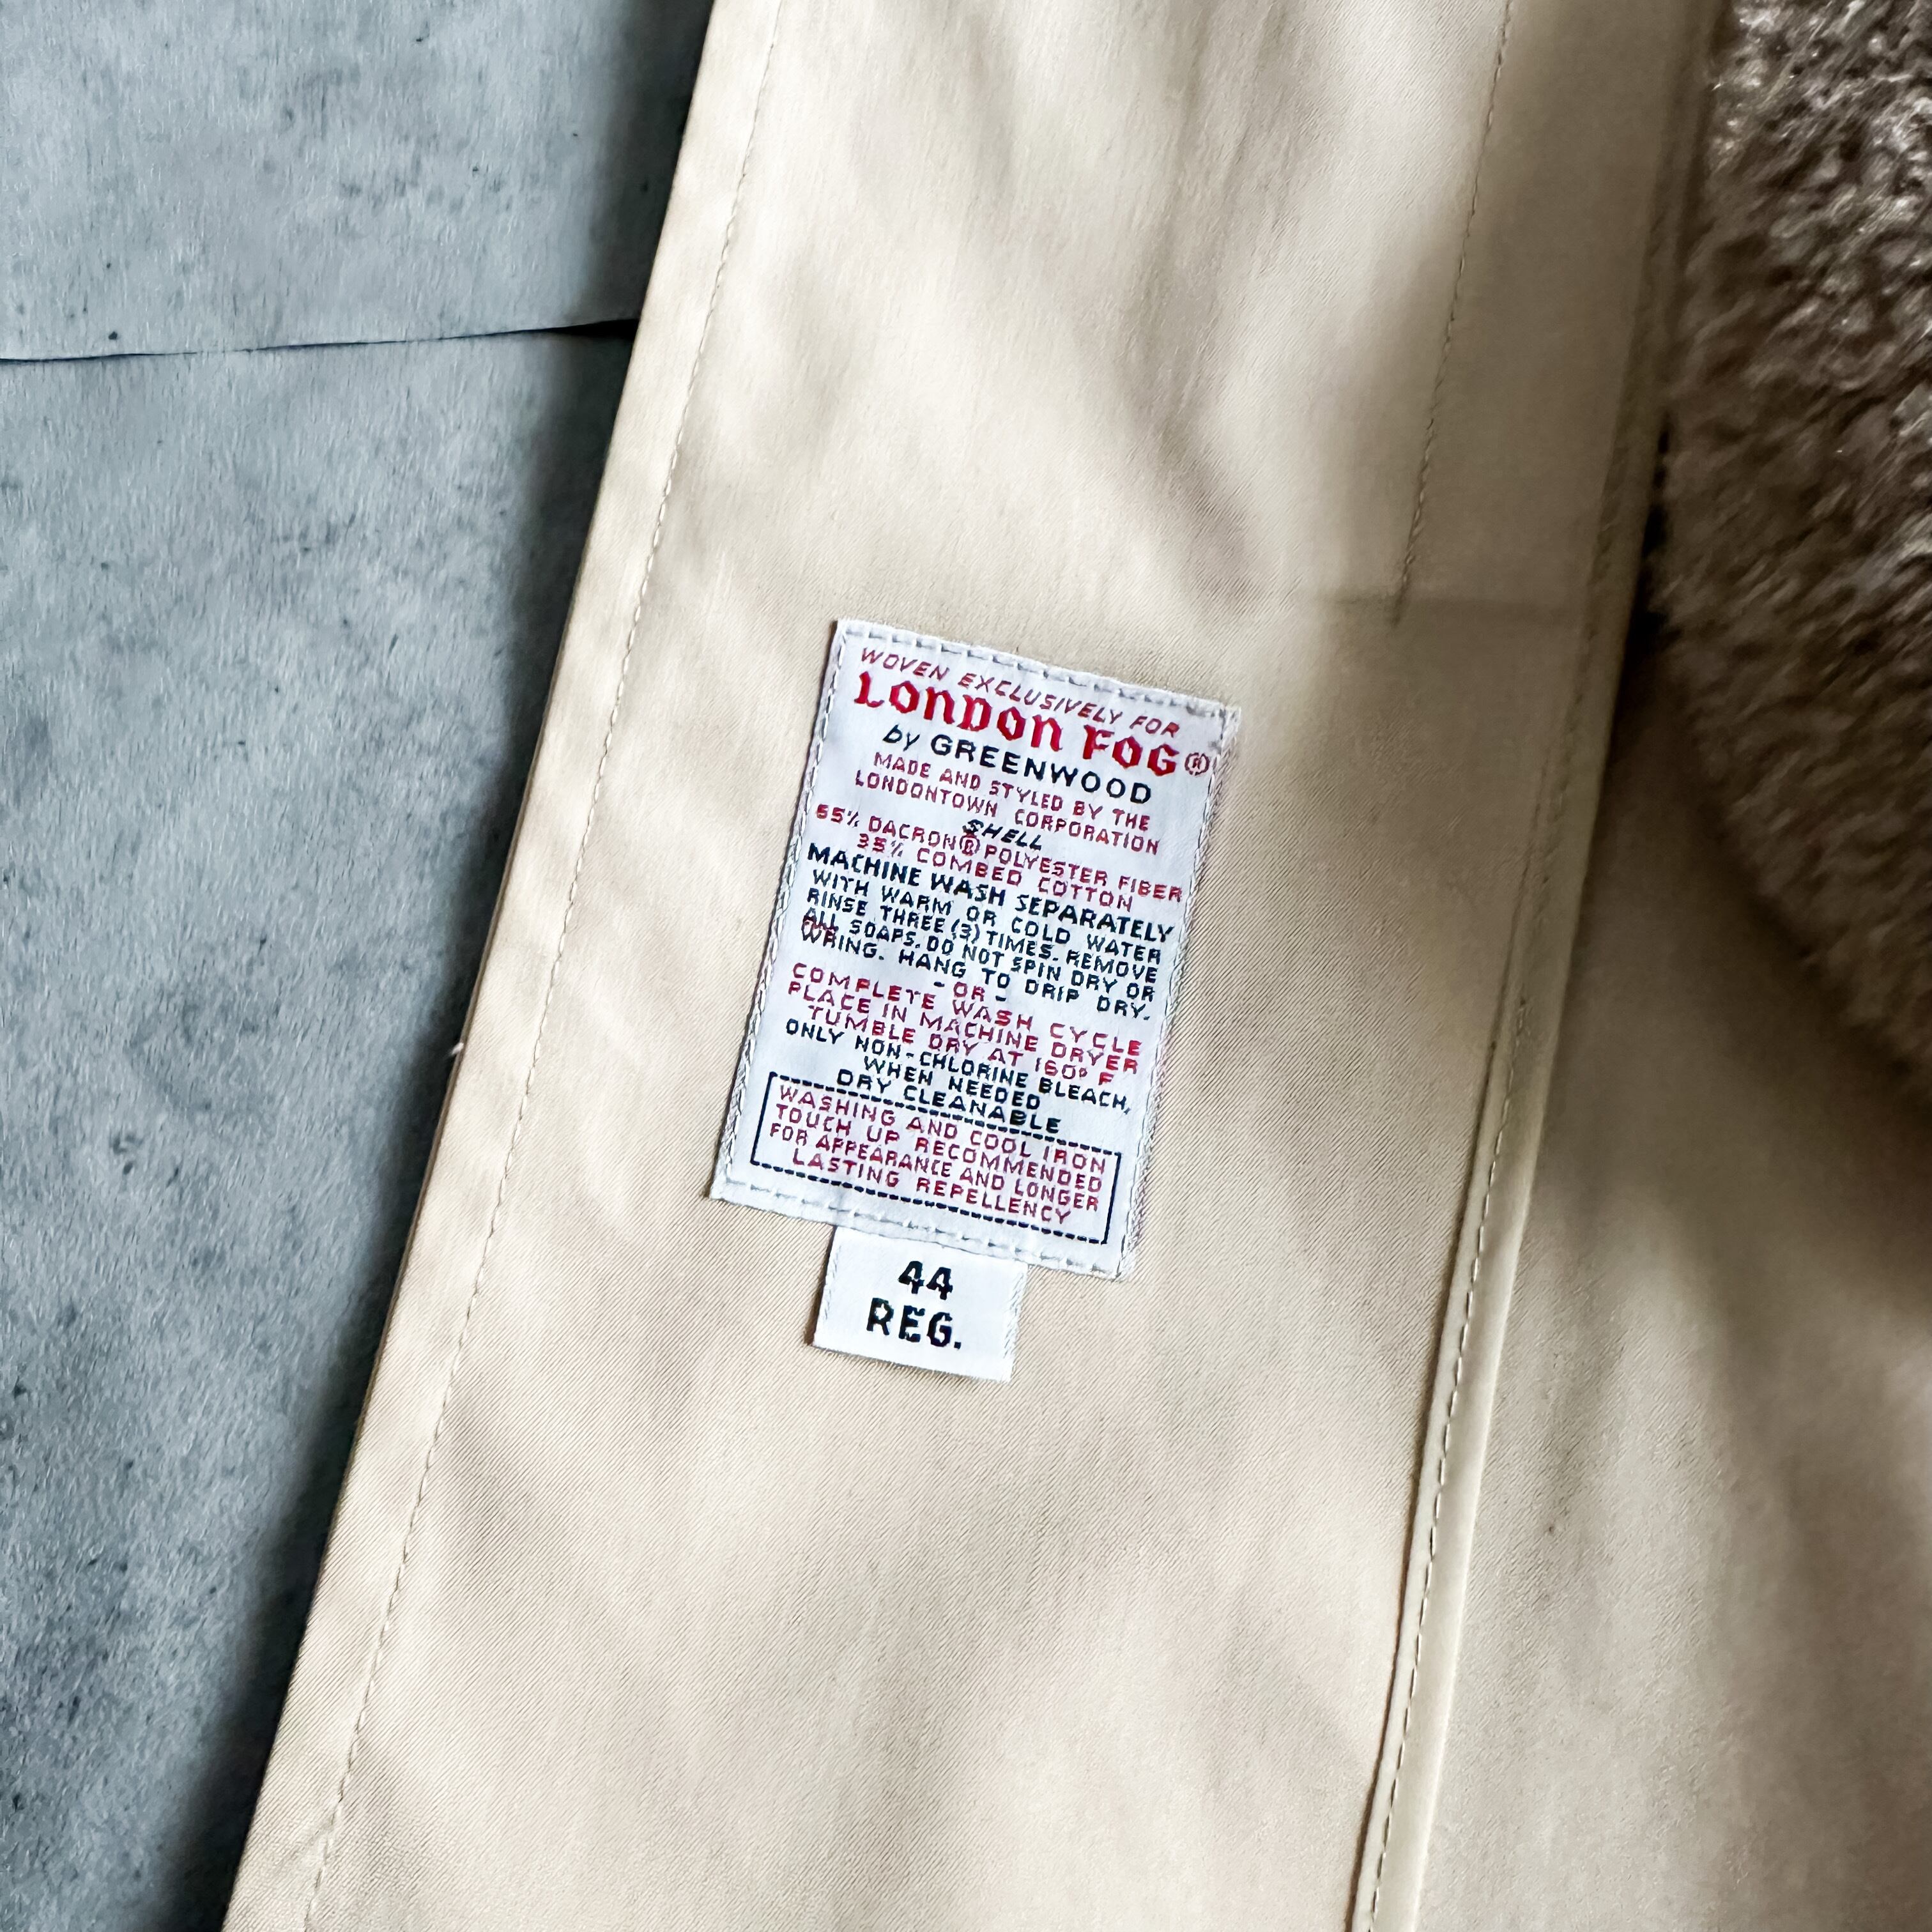 WOVEN EXCLUSIVELY FOR
LONDON FOG®
by GREENWOOD
MADE AND STYLED BY THE
LONDONTOWN CORPORATION
SHELL
65% DACRON® POLYESTER FIBER
35% COMBED COTTON
MACHINE WASH SEPARATELY
WITH WARM OR COLD WATER
RINSE THREE (3) TIMES. REMOVE
ALL SOAPS. DO NOT SPIN DRY OR
WRING. HANG TO DRIP DRY.
- OR -
COMPLETE WASH CYCLE
PLACE IN MACHINE DRYER
TUMBLE DRY AT 160° F
ONLY NON-CHLORINE BLEACH,
WHEN NEEDED
DRY CLEANABLE
WASHING AND COOL IRON
TOUCH UP RECOMMENDED
FOR APPEARANCE AND LONGER
LASTING REPELLENCY
44
REG.